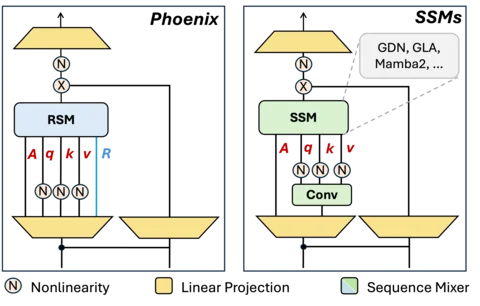 Phoenix
N
X
RSM
A q k v R
N N N
SSMs
GDN, GLA,
Mamba2, ...
N
X
SSM
A q k v
N N N
Conv
N Nonlinearity
Linear Projection
Sequence Mixer